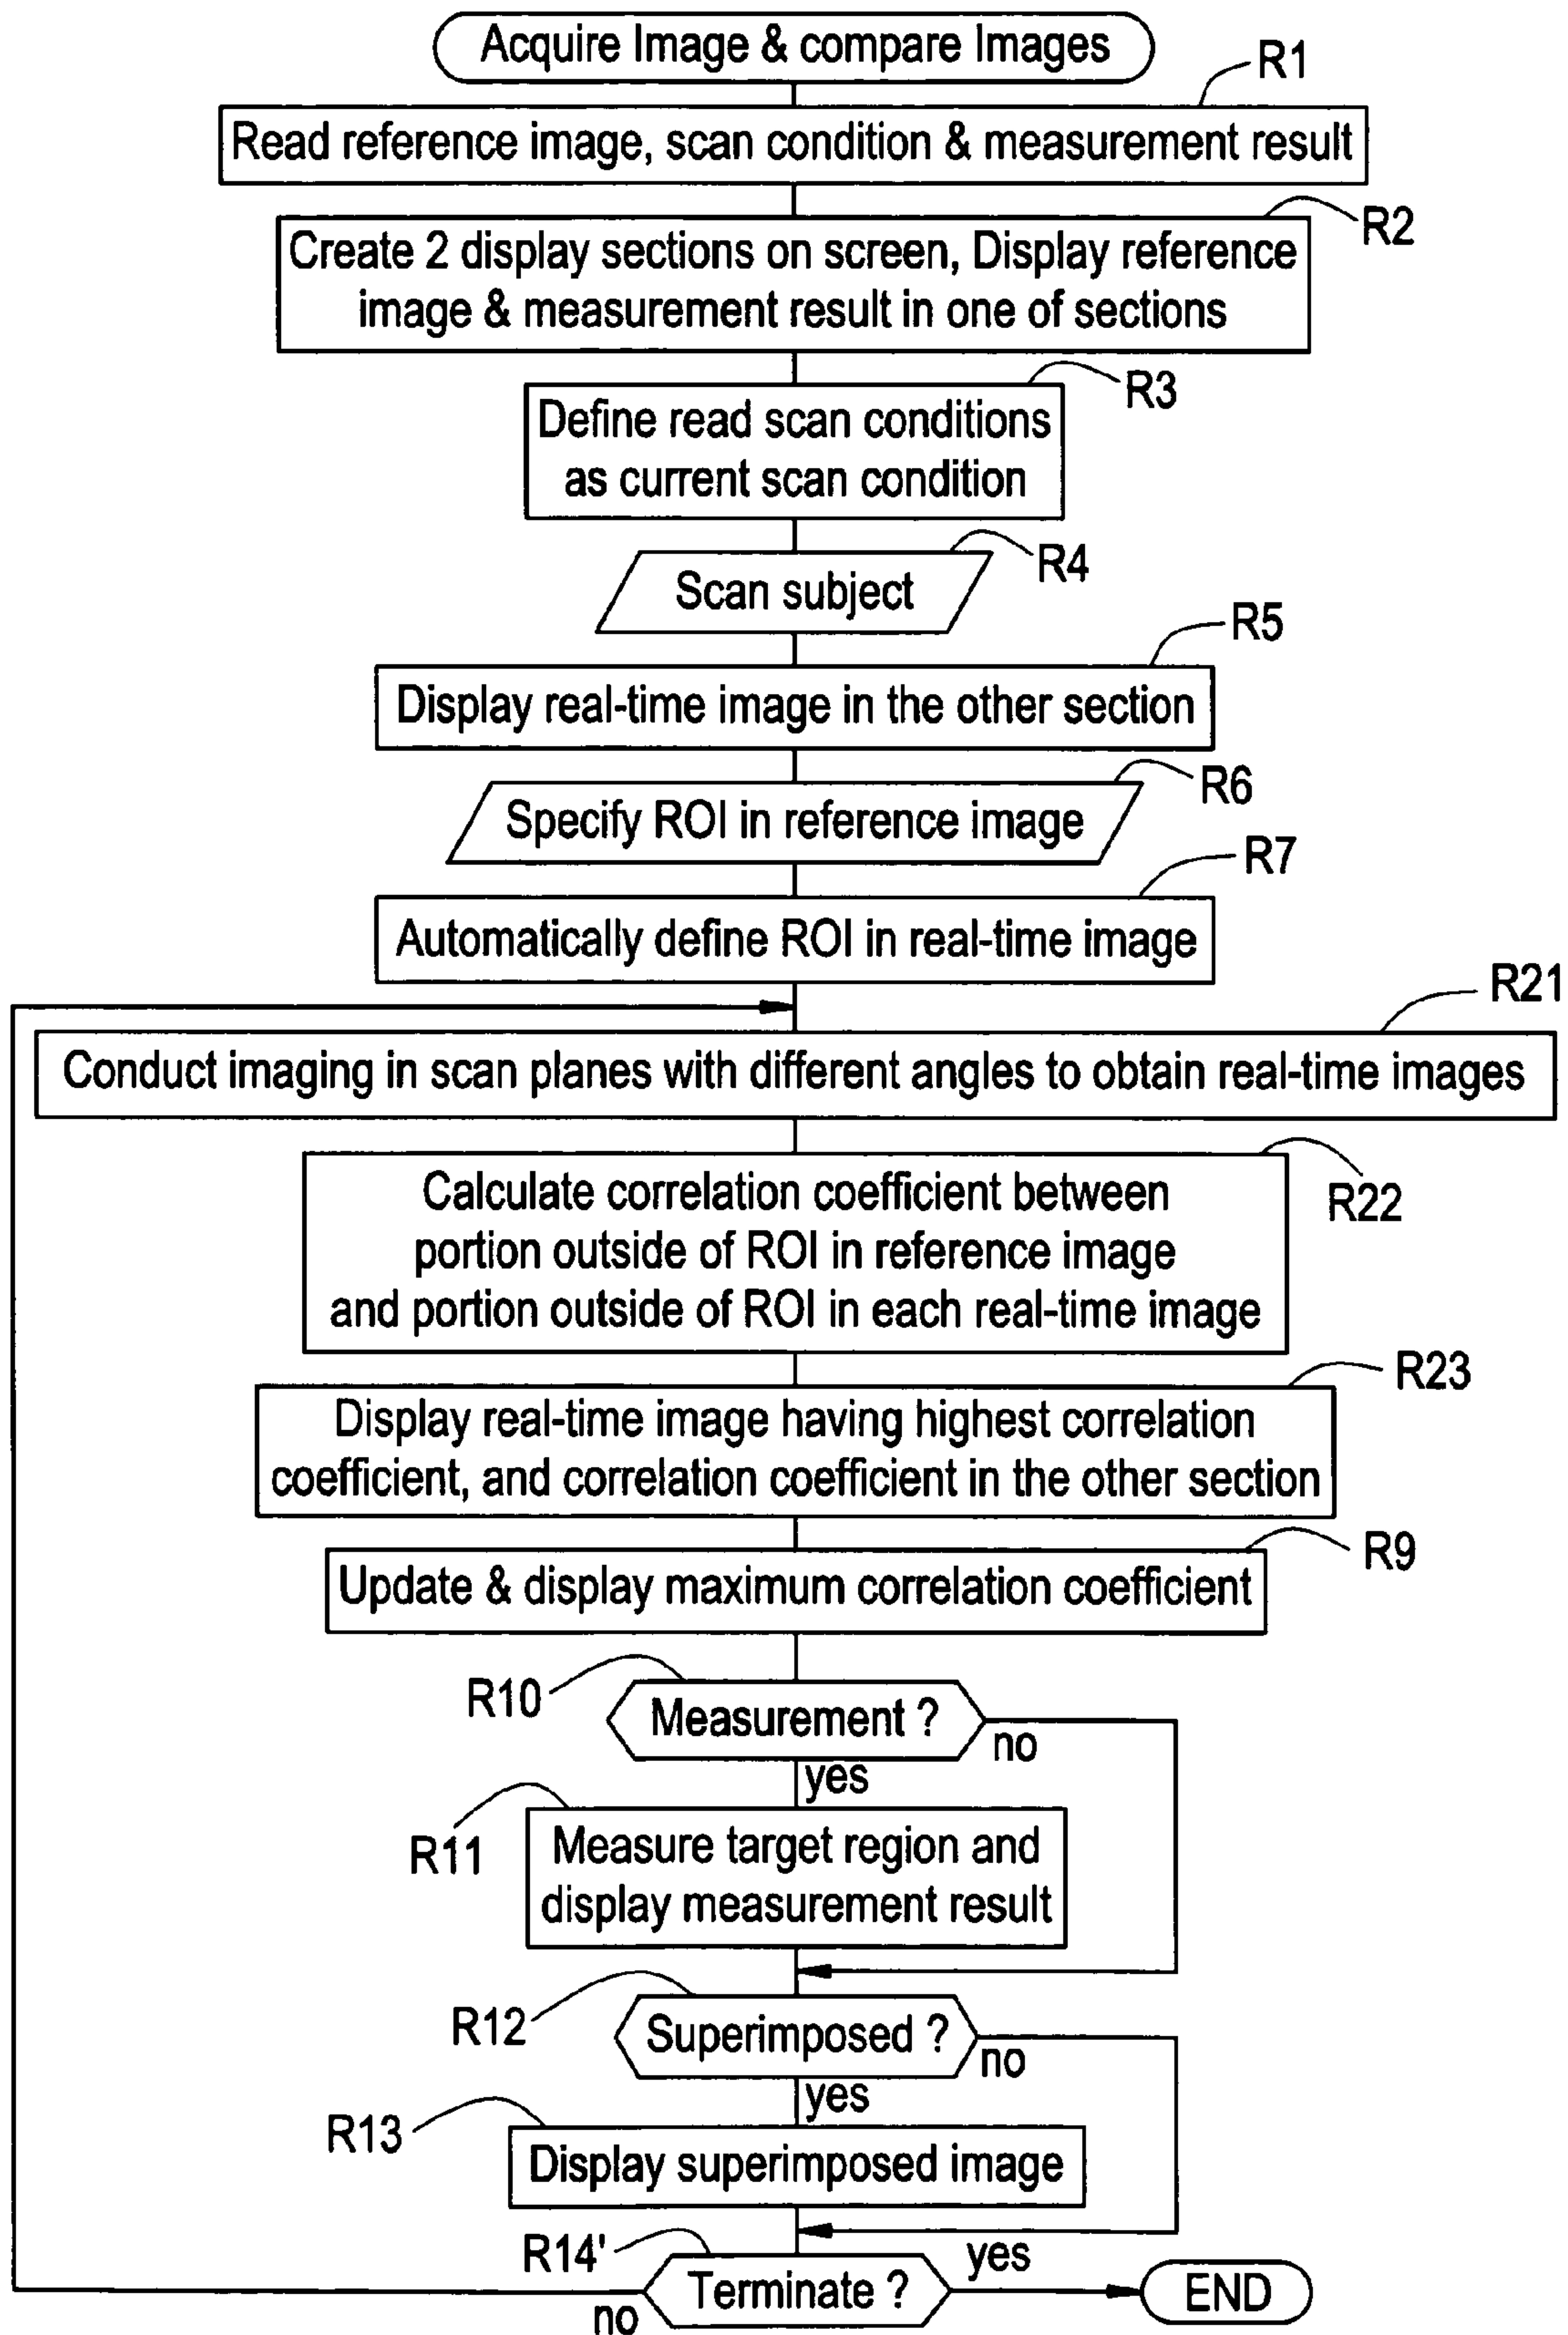 Acquire Image & compare Images
R1
Read reference image, scan condition & measurement result
R2
Create 2 display sections on screen, Display reference
image & measurement result in one of sections
R3
Define read scan conditions
as current scan condition
R4
Scan subject
R5
Display real-time image in the other section
R6
Specify ROI in reference image
R7
Automatically define ROI in real-time image
R21
Conduct imaging in scan planes with different angles to obtain real-time images
R22
Calculate correlation coefficient between
portion outside of ROI in reference image
and portion outside of ROI in each real-time image
R23
Display real-time image having highest correlation
coefficient, and correlation coefficient in the other section
R9
Update & display maximum correlation coefficient
R10
Measurement ?
no
yes
R11
Measure target region and
display measurement result
R12
Superimposed ?
no
yes
R13
Display superimposed image
R14'
yes
Terminate ?
END
no